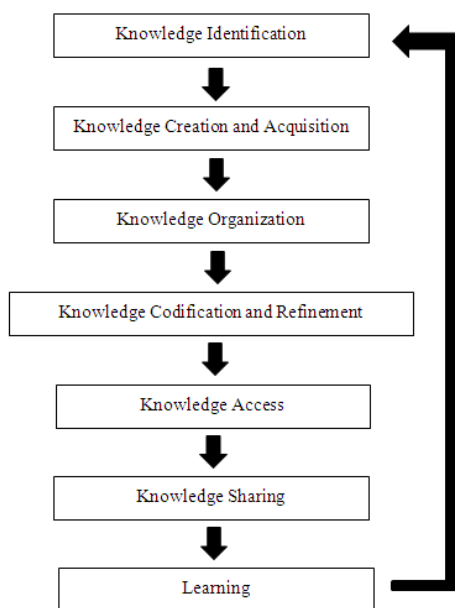 Knowledge Identification
Knowledge Creation and Acquisition
Knowledge Organization
Knowledge Codification and Refinement
Knowledge Access
Knowledge Sharing
Learning